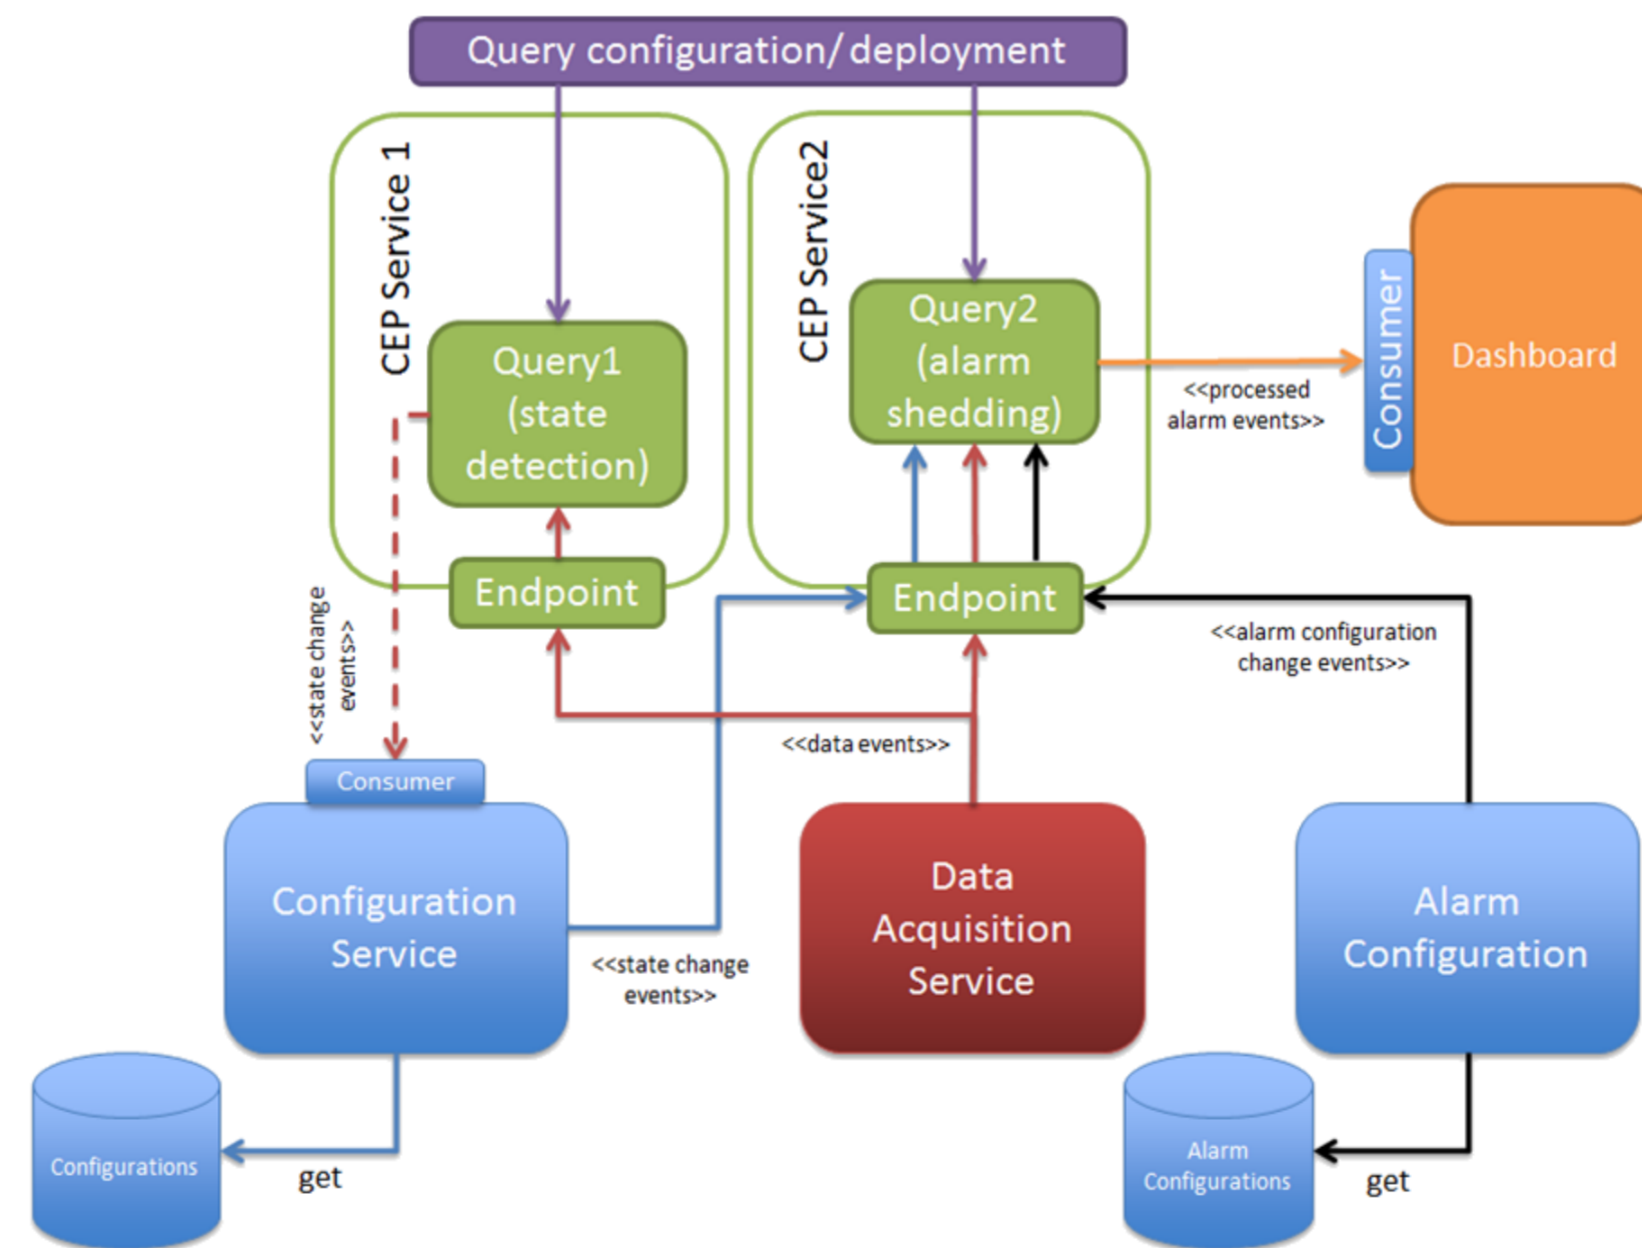 Query configuration/deployment
CEP Service 1
CEP Service2
Query1
(state
detection)
Query2
(alarm
shedding)
<<processed
alarm events>>
Consumer
Dashboard
Endpoint
Endpoint
<<state change
events>>
<<alarm configuration
change events>>
<<data events>>
Consumer
Configuration
Service
<<state change
events>>
Data
Acquisition
Service
Alarm
Configuration
Configurations
get
Alarm
Configurations
get